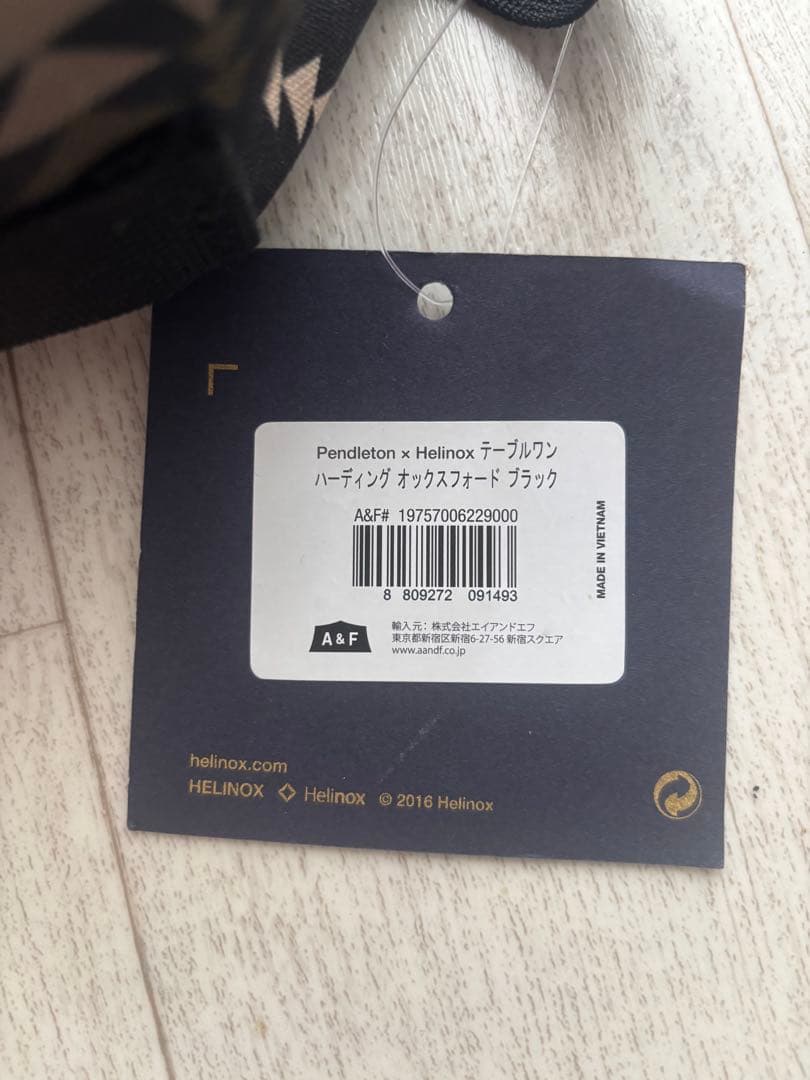 Pendleton × Helinox テーブルワン
ハーディング オックスフォード ブラック
A&F# 19757006229000
8 809272 091493
MADE IN VIETNAM
A & F
輸入元：株式会社エイアンドエフ
東京都新宿区新宿6-27-56 新宿スクエア
www.aandf.co.jp
helinox.com
HELINOX Helinox © 2016 Helinox